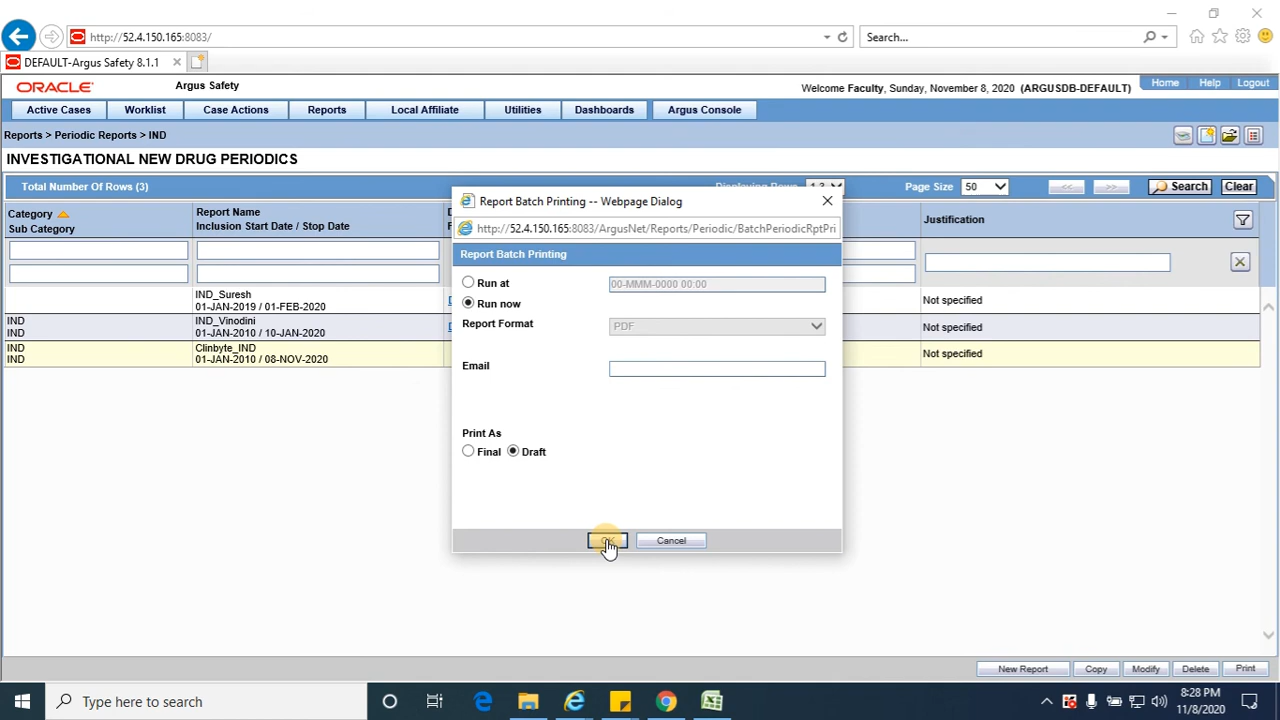 http://52.4.150.165:8083/
Search...
DEFAULT-Argus Safety 8.1.1
ORACLE
Argus Safety
Welcome Faculty, Sunday, November 8, 2020 (ARGUSDB-DEFAULT)
Home
Help
Logout
Active Cases
Worklist
Case Actions
Reports
Local Affiliate
Utilities
Dashboards
Argus Console
Reports > Periodic Reports > IND
INVESTIGATIONAL NEW DRUG PERIODICS
Total Number Of Rows (3)
Page Size
50
<<
>>
Search
Clear
Category
Sub Category
Report Name
Inclusion Start Date / Stop Date
Justification
IND_Suresh
01-JAN-2019 / 01-FEB-2020
Not specified
IND
IND
IND_Vinodini
01-JAN-2010 / 10-JAN-2020
Not specified
IND
IND
Clinbyte_IND
01-JAN-2010 / 08-NOV-2020
Not specified
Report Batch Printing -- Webpage Dialog
http://52.4.150.165:8083/ArgusNet/Reports/Periodic/BatchPeriodicRptPri
Report Batch Printing
Run at
00-MMM-0000 00:00
Run now
Report Format
PDF
Email
Print As
Final
Draft
OK
Cancel
New Report
Copy
Modify
Delete
Print
Type here to search
8:28 PM
11/8/2020